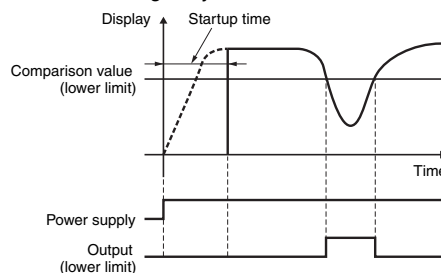 Display
Startup time
Comparison value
(lower limit)
Time
Power supply
Output
(lower limit)